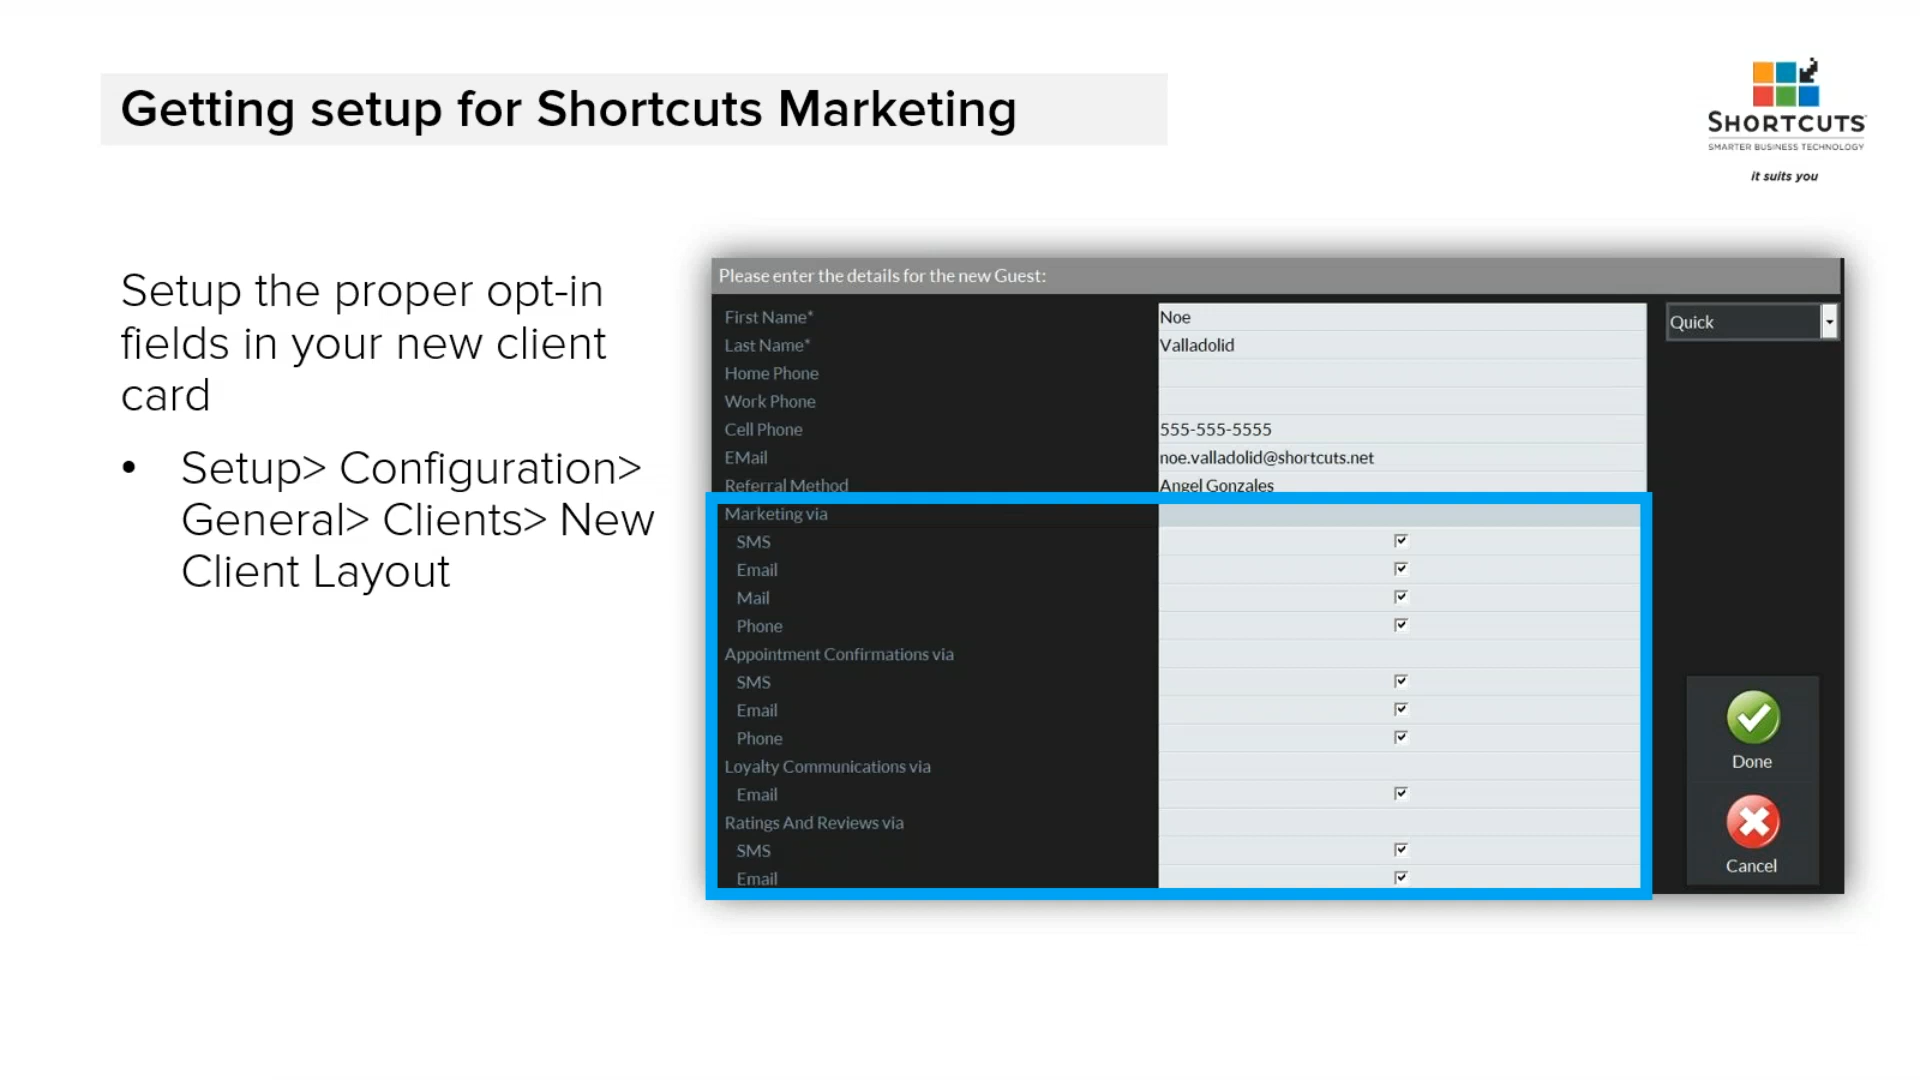 Getting setup for Shortcuts Marketing
SHORTCUTS
SMARTER BUSINESS TECHNOLOGY
it suits you
Setup the proper opt-in
fields in your new client
card
• Setup> Configuration>
General> Clients> New
Client Layout
Please enter the details for the new Guest:
First Name* Noe
Last Name* Valladolid
Home Phone
Work Phone
Cell Phone 555-555-5555
EMail noe.valladolid@shortcuts.net
Referral Method Angel Gonzales
Marketing via
SMS
Email
Mail
Phone
Appointment Confirmations via
SMS
Email
Phone
Loyalty Communications via
Email
Ratings And Reviews via
SMS
Email
Quick
Done
Cancel